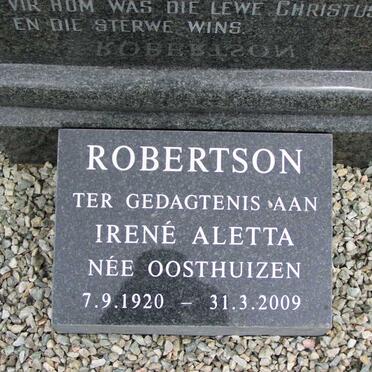 VIR HOM WAS DIE LEWE CHRISTUS
EN DIE STERWE WINS.
ROBERTSON
TER GEDAGTENIS AAN
IRENÉ ALETTA
NÉE OOSTHUIZEN
7.9.1920 – 31.3.2009